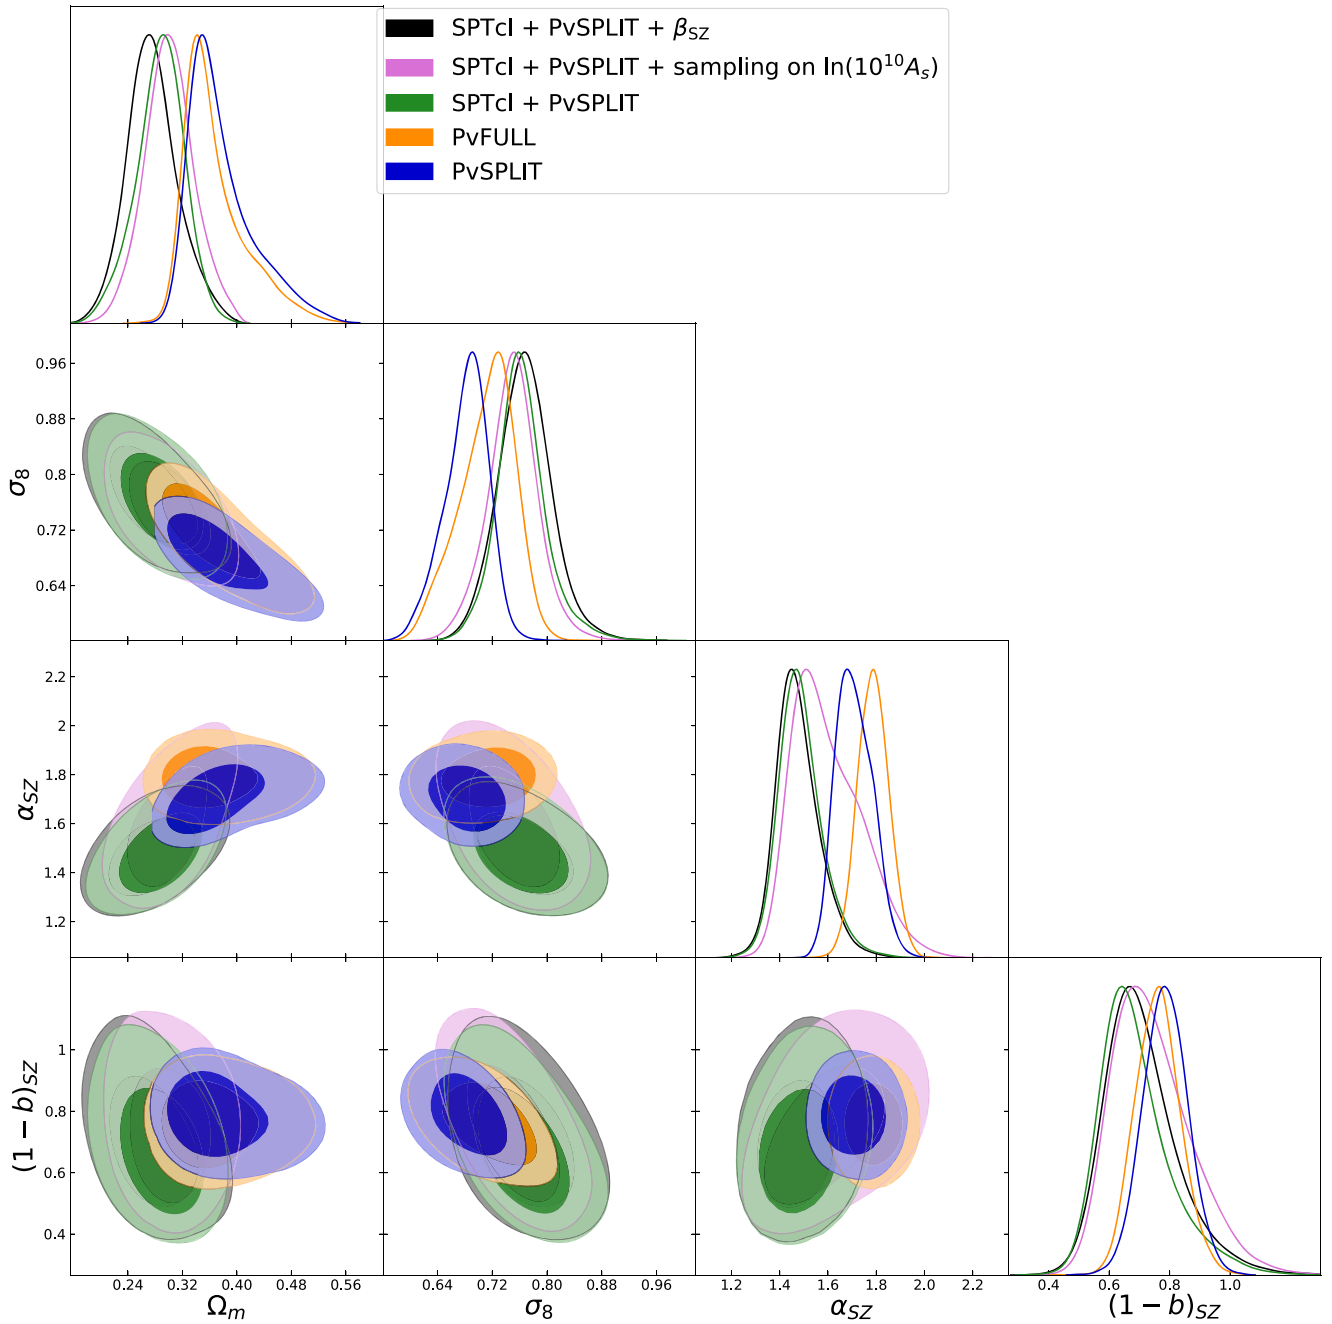 SPTcl + PvSPLIT + β_SZ
SPTcl + PvSPLIT + sampling on ln(10^10 A_s)
SPTcl + PvSPLIT
PvFULL
PvSPLIT
0.96
0.88
0.8
0.72
0.64
σ_8
2.2
2
1.8
1.6
1.4
1.2
α_SZ
1
0.8
0.6
0.4
(1 − b)_SZ
0.24 0.32 0.40 0.48 0.56
0.64 0.72 0.80 0.88 0.96
1.2 1.4 1.6 1.8 2.0 2.2
0.4 0.6 0.8 1.0
Ω_m
σ_8
α_SZ
(1 − b)_SZ